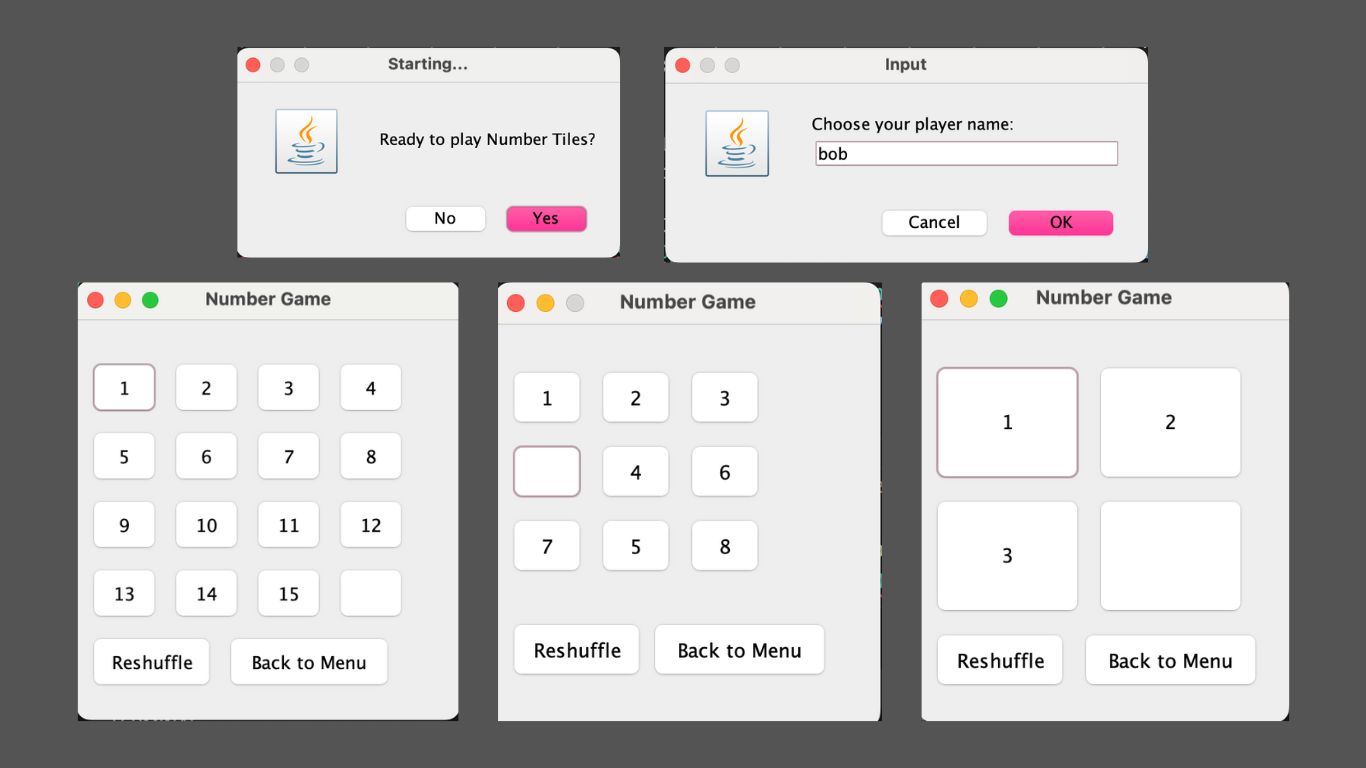 Starting...
Ready to play Number Tiles?
No Yes
Input
Choose your player name:
bob
Cancel OK
Number Game
1 2 3 4
5 6 7 8
9 10 11 12
13 14 15
Reshuffle Back to Menu
Number Game
1 2 3
4 6
7 5 8
Reshuffle Back to Menu
Number Game
1 2
3
Reshuffle Back to Menu